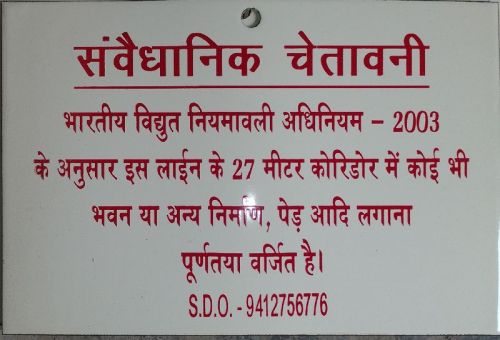 संवैधानिक चेतावनी
भारतीय विद्युत नियमावली अधिनियम – 2003
के अनुसार इस लाईन के 27 मीटर कोरिडोर में कोई भी
भवन या अन्य निर्माण, पेड़ आदि लगाना
पूर्णतया वर्जित है।
S.D.O. - 9412756776